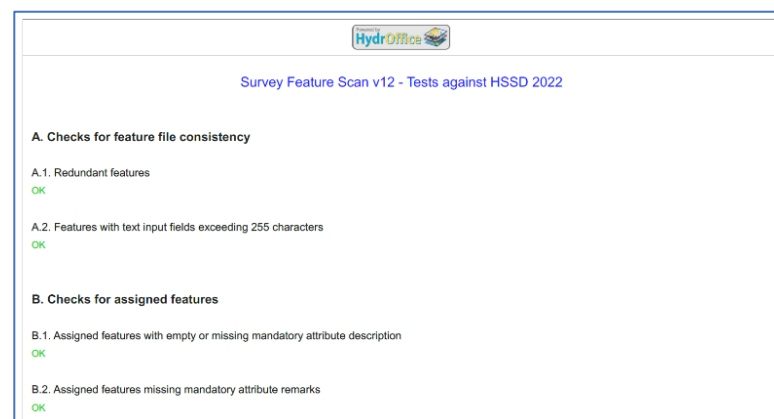 Powered by
HydrOffice
Survey Feature Scan v12 - Tests against HSSD 2022
A. Checks for feature file consistency
A.1. Redundant features
OK
A.2. Features with text input fields exceeding 255 characters
OK
B. Checks for assigned features
B.1. Assigned features with empty or missing mandatory attribute description
OK
B.2. Assigned features missing mandatory attribute remarks
OK